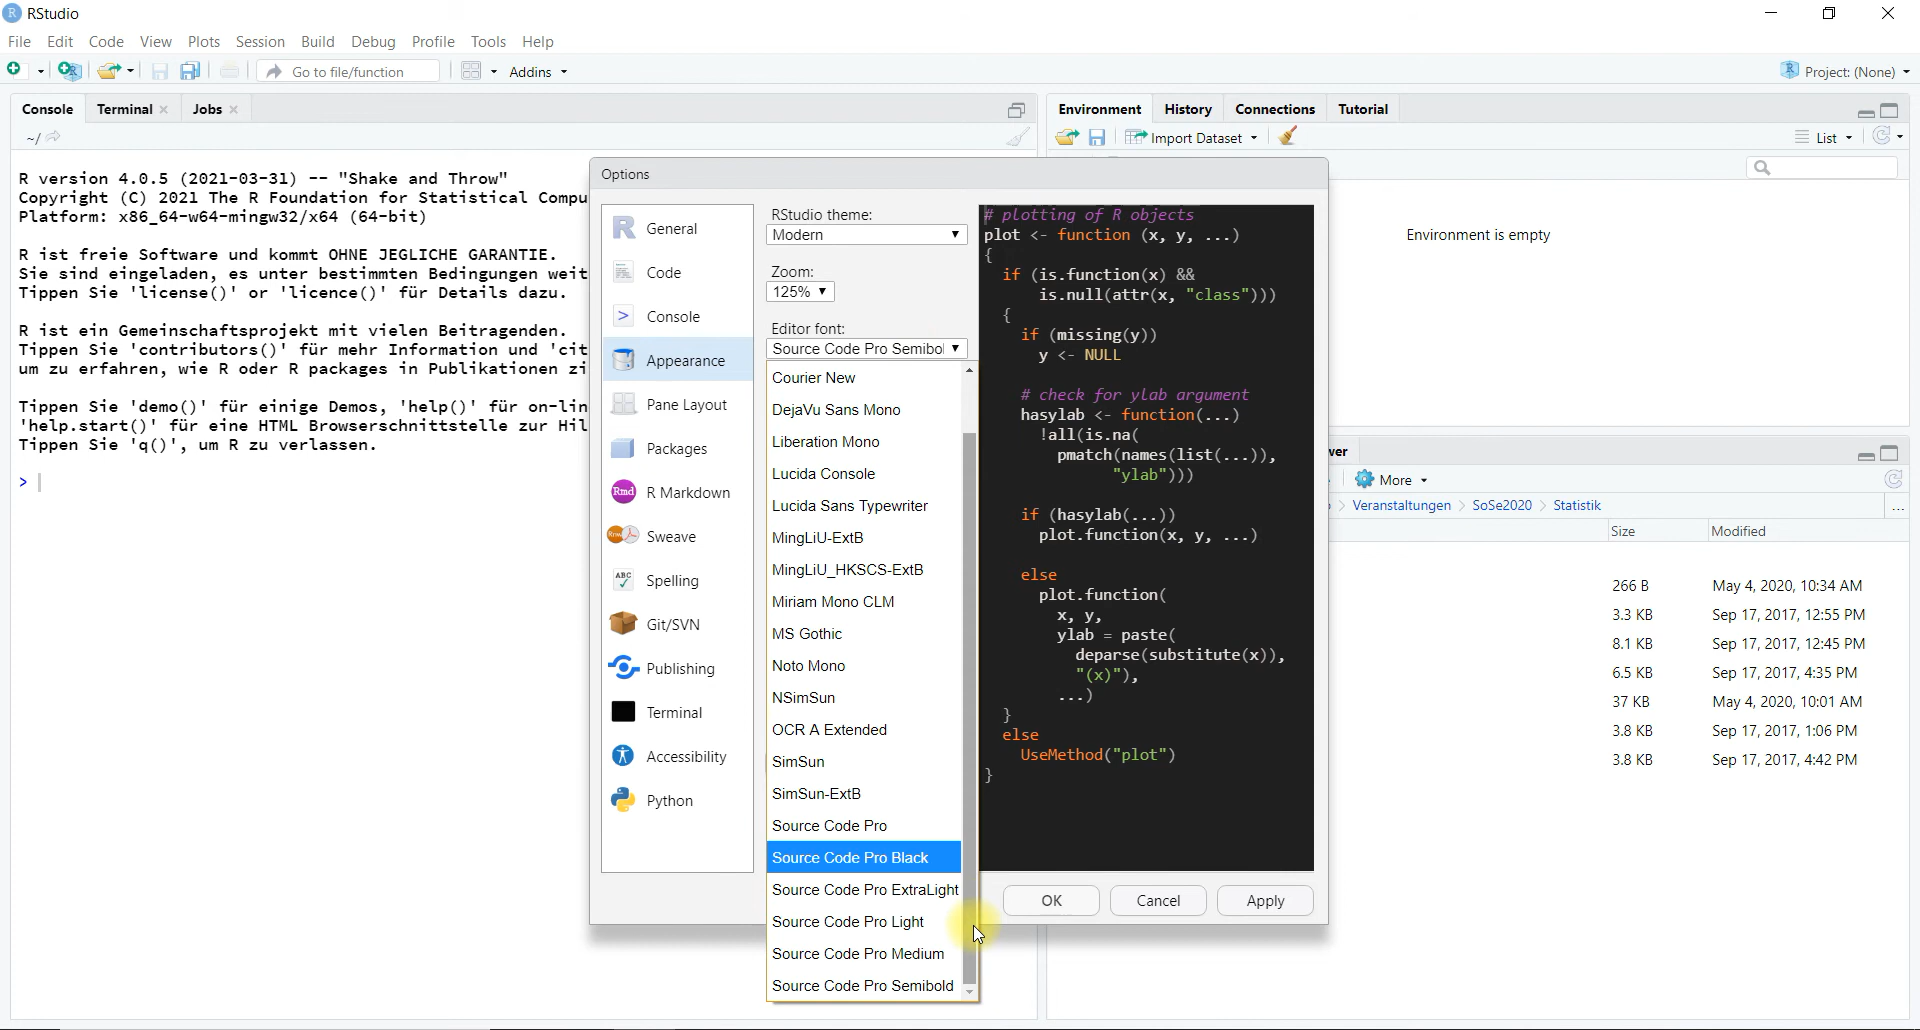 RStudio
File Edit Code View Plots Session Build Debug Profile Tools Help
Go to file/function Addins Project: (None)
Console Terminal Jobs
~/
R version 4.0.5 (2021-03-31) -- "Shake and Throw"
Copyright (C) 2021 The R Foundation for Statistical Compu
Platform: x86_64-w64-mingw32/x64 (64-bit)
R ist freie Software und kommt OHNE JEGLICHE GARANTIE.
Sie sind eingeladen, es unter bestimmten Bedingungen weit
Tippen Sie 'license()' or 'licence()' für Details dazu.
R ist ein Gemeinschaftsprojekt mit vielen Beitragenden.
Tippen Sie 'contributors()' für mehr Information und 'cit
um zu erfahren, wie R oder R packages in Publikationen zi
Tippen Sie 'demo()' für einige Demos, 'help()' für on-lin
'help.start()' für eine HTML Browserschnittstelle zur Hil
Tippen Sie 'q()', um R zu verlassen.
>
Options
General
Code
Console
Appearance
Pane Layout
Packages
Rmd R Markdown
Sweave
ABC Spelling
Git/SVN
Publishing
Terminal
Accessibility
Python
RStudio theme:
Modern
Zoom:
125%
Editor font:
Source Code Pro Semibol
Courier New
DejaVu Sans Mono
Liberation Mono
Lucida Console
Lucida Sans Typewriter
MingLiU-ExtB
MingLiU_HKSCS-ExtB
Miriam Mono CLM
MS Gothic
Noto Mono
NSimSun
OCR A Extended
SimSun
SimSun-ExtB
Source Code Pro
Source Code Pro Black
Source Code Pro ExtraLight
Source Code Pro Light
Source Code Pro Medium
Source Code Pro Semibold
# plotting of R objects
plot <- function (x, y, ...)
{
if (is.function(x) &&
is.null(attr(x, "class")))
{
if (missing(y))
y <- NULL
# check for ylab argument
hasylab <- function(...)
!all(is.na(
pmatch(names(list(...)),
"ylab")))
if (hasylab(...))
plot.function(x, y, ...)
else
plot.function(
x, y,
ylab = paste(
deparse(substitute(x)),
"(x)"),
...)
}
else
UseMethod("plot")
}
OK Cancel Apply
Environment History Connections Tutorial
Import Dataset List
Environment is empty
wer
More
Veranstaltungen SoSe2020 Statistik ...
Size Modified
266 B May 4, 2020, 10:34 AM
3.3 KB Sep 17, 2017, 12:55 PM
8.1 KB Sep 17, 2017, 12:45 PM
6.5 KB Sep 17, 2017, 4:35 PM
37 KB May 4, 2020, 10:01 AM
3.8 KB Sep 17, 2017, 1:06 PM
3.8 KB Sep 17, 2017, 4:42 PM